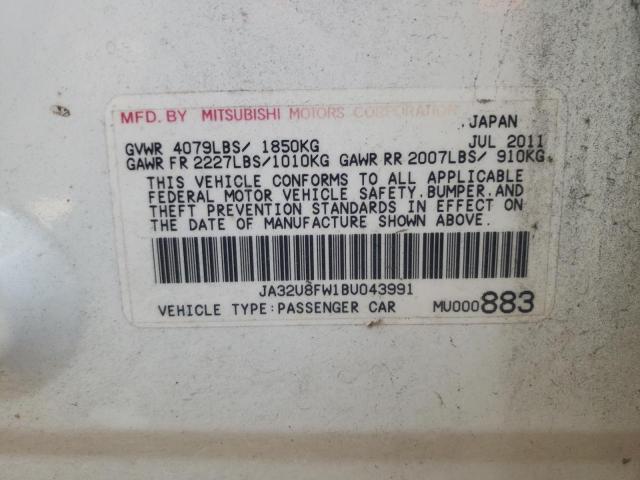 MFD. BY MITSUBISHI MOTORS CORPORATION
JAPAN
GVWR 4079LBS/ 1850KG JUL 2011
GAWR FR 2227LBS/1010KG GAWR RR 2007LBS/ 910KG
THIS VEHICLE CONFORMS TO ALL APPLICABLE
FEDERAL MOTOR VEHICLE SAFETY, BUMPER, AND
THEFT PREVENTION STANDARDS IN EFFECT ON
THE DATE OF MANUFACTURE SHOWN ABOVE.
JA32U8FW1BU043991
VEHICLE TYPE:PASSENGER CAR MU000883